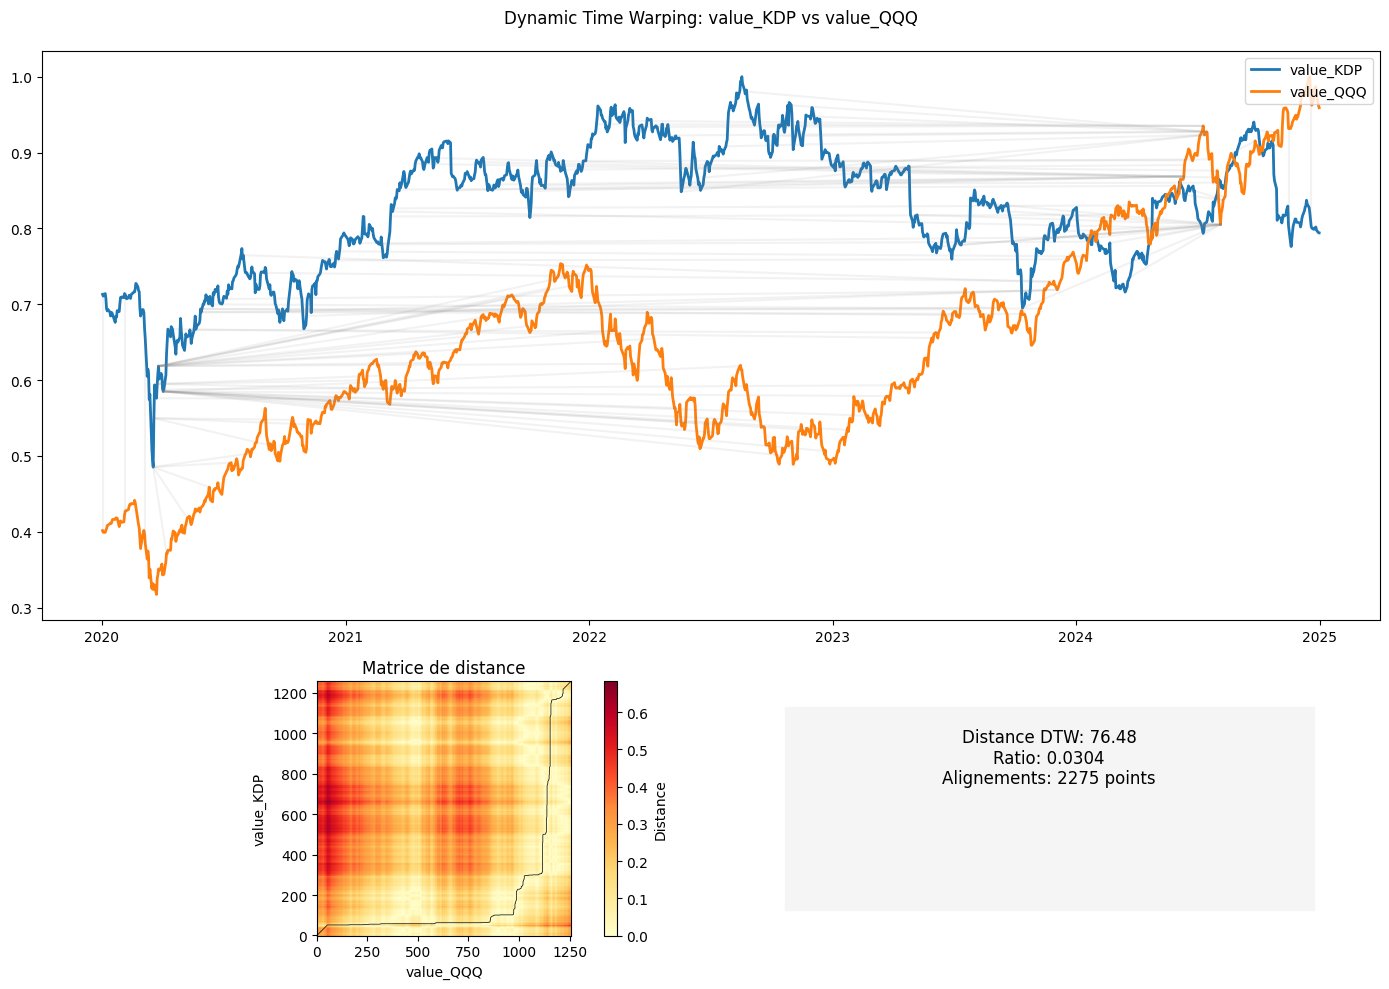 Dynamic Time Warping: value_KDP vs value_QQQ
value_KDP
value_QQQ
1.0
0.9
0.8
0.7
0.6
0.5
0.4
0.3
2020 2021 2022 2023 2024 2025
Matrice de distance
value_KDP
1200
1000
800
600
400
200
0
0 250 500 750 1000 1250
value_QQQ
0.6
0.5
0.4
0.3
0.2
0.1
0.0
Distance
Distance DTW: 76.48
Ratio: 0.0304
Alignements: 2275 points